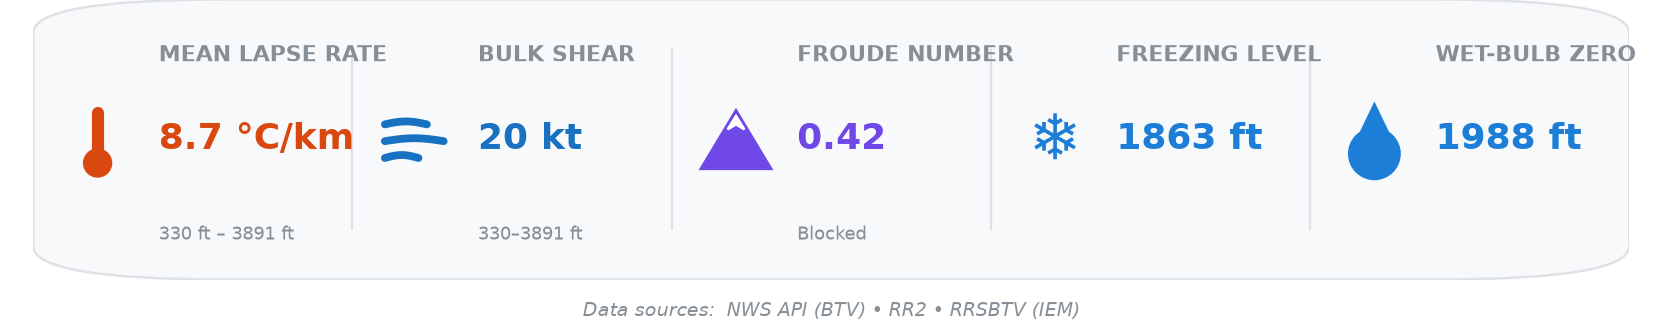 MEAN LAPSE RATE
8.7 °C/km
330 ft – 3891 ft
BULK SHEAR
20 kt
330–3891 ft
FROUDE NUMBER
0.42
Blocked
FREEZING LEVEL
1863 ft
WET-BULB ZERO
1988 ft
Data sources:  NWS API (BTV) • RR2 • RRSBTV (IEM)